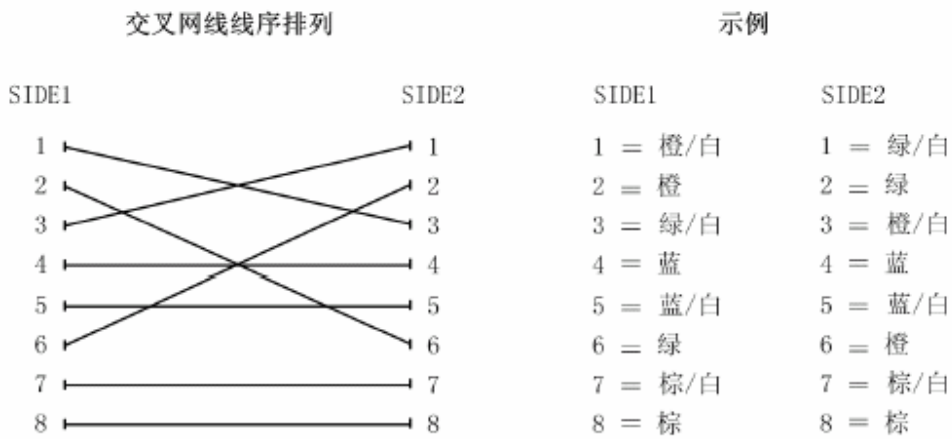 交叉网线线序排列 示例
SIDE1 SIDE2 SIDE1 SIDE2
1 1 1 = 橙/白 1 = 绿/白
2 2 2 = 橙 2 = 绿
3 3 3 = 绿/白 3 = 橙/白
4 4 4 = 蓝 4 = 蓝
5 5 5 = 蓝/白 5 = 蓝/白
6 6 6 = 绿 6 = 橙
7 7 7 = 棕/白 7 = 棕/白
8 8 8 = 棕 8 = 棕